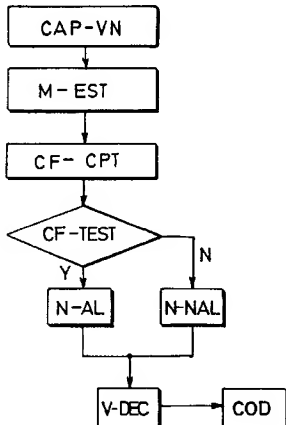 CAP-VN
M-EST
CF-CPT
CF-TEST
Y
N
N-AL
N-NAL
V-DEC
COD